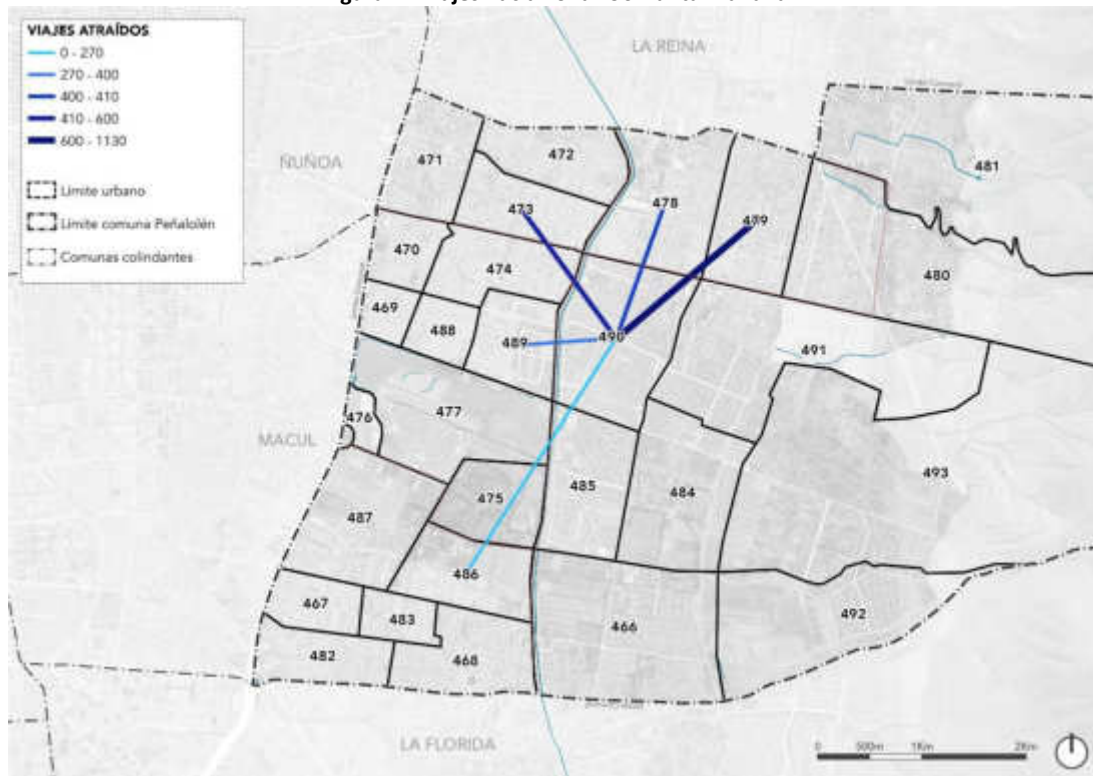 VIAJES ATRAÍDOS
0 - 270
270 - 400
400 - 410
410 - 600
600 - 1130
Límite urbano
Límite comuna Peñalolén
Comunas colindantes
LA REINA
ÑUÑOA
471
472
481
473
478
479
470
474
480
469
488
489
490
491
477
476
MACUL
493
475
485
484
487
486
467
483
466
492
482
468
LA FLORIDA
0 500m 1Km 2Km